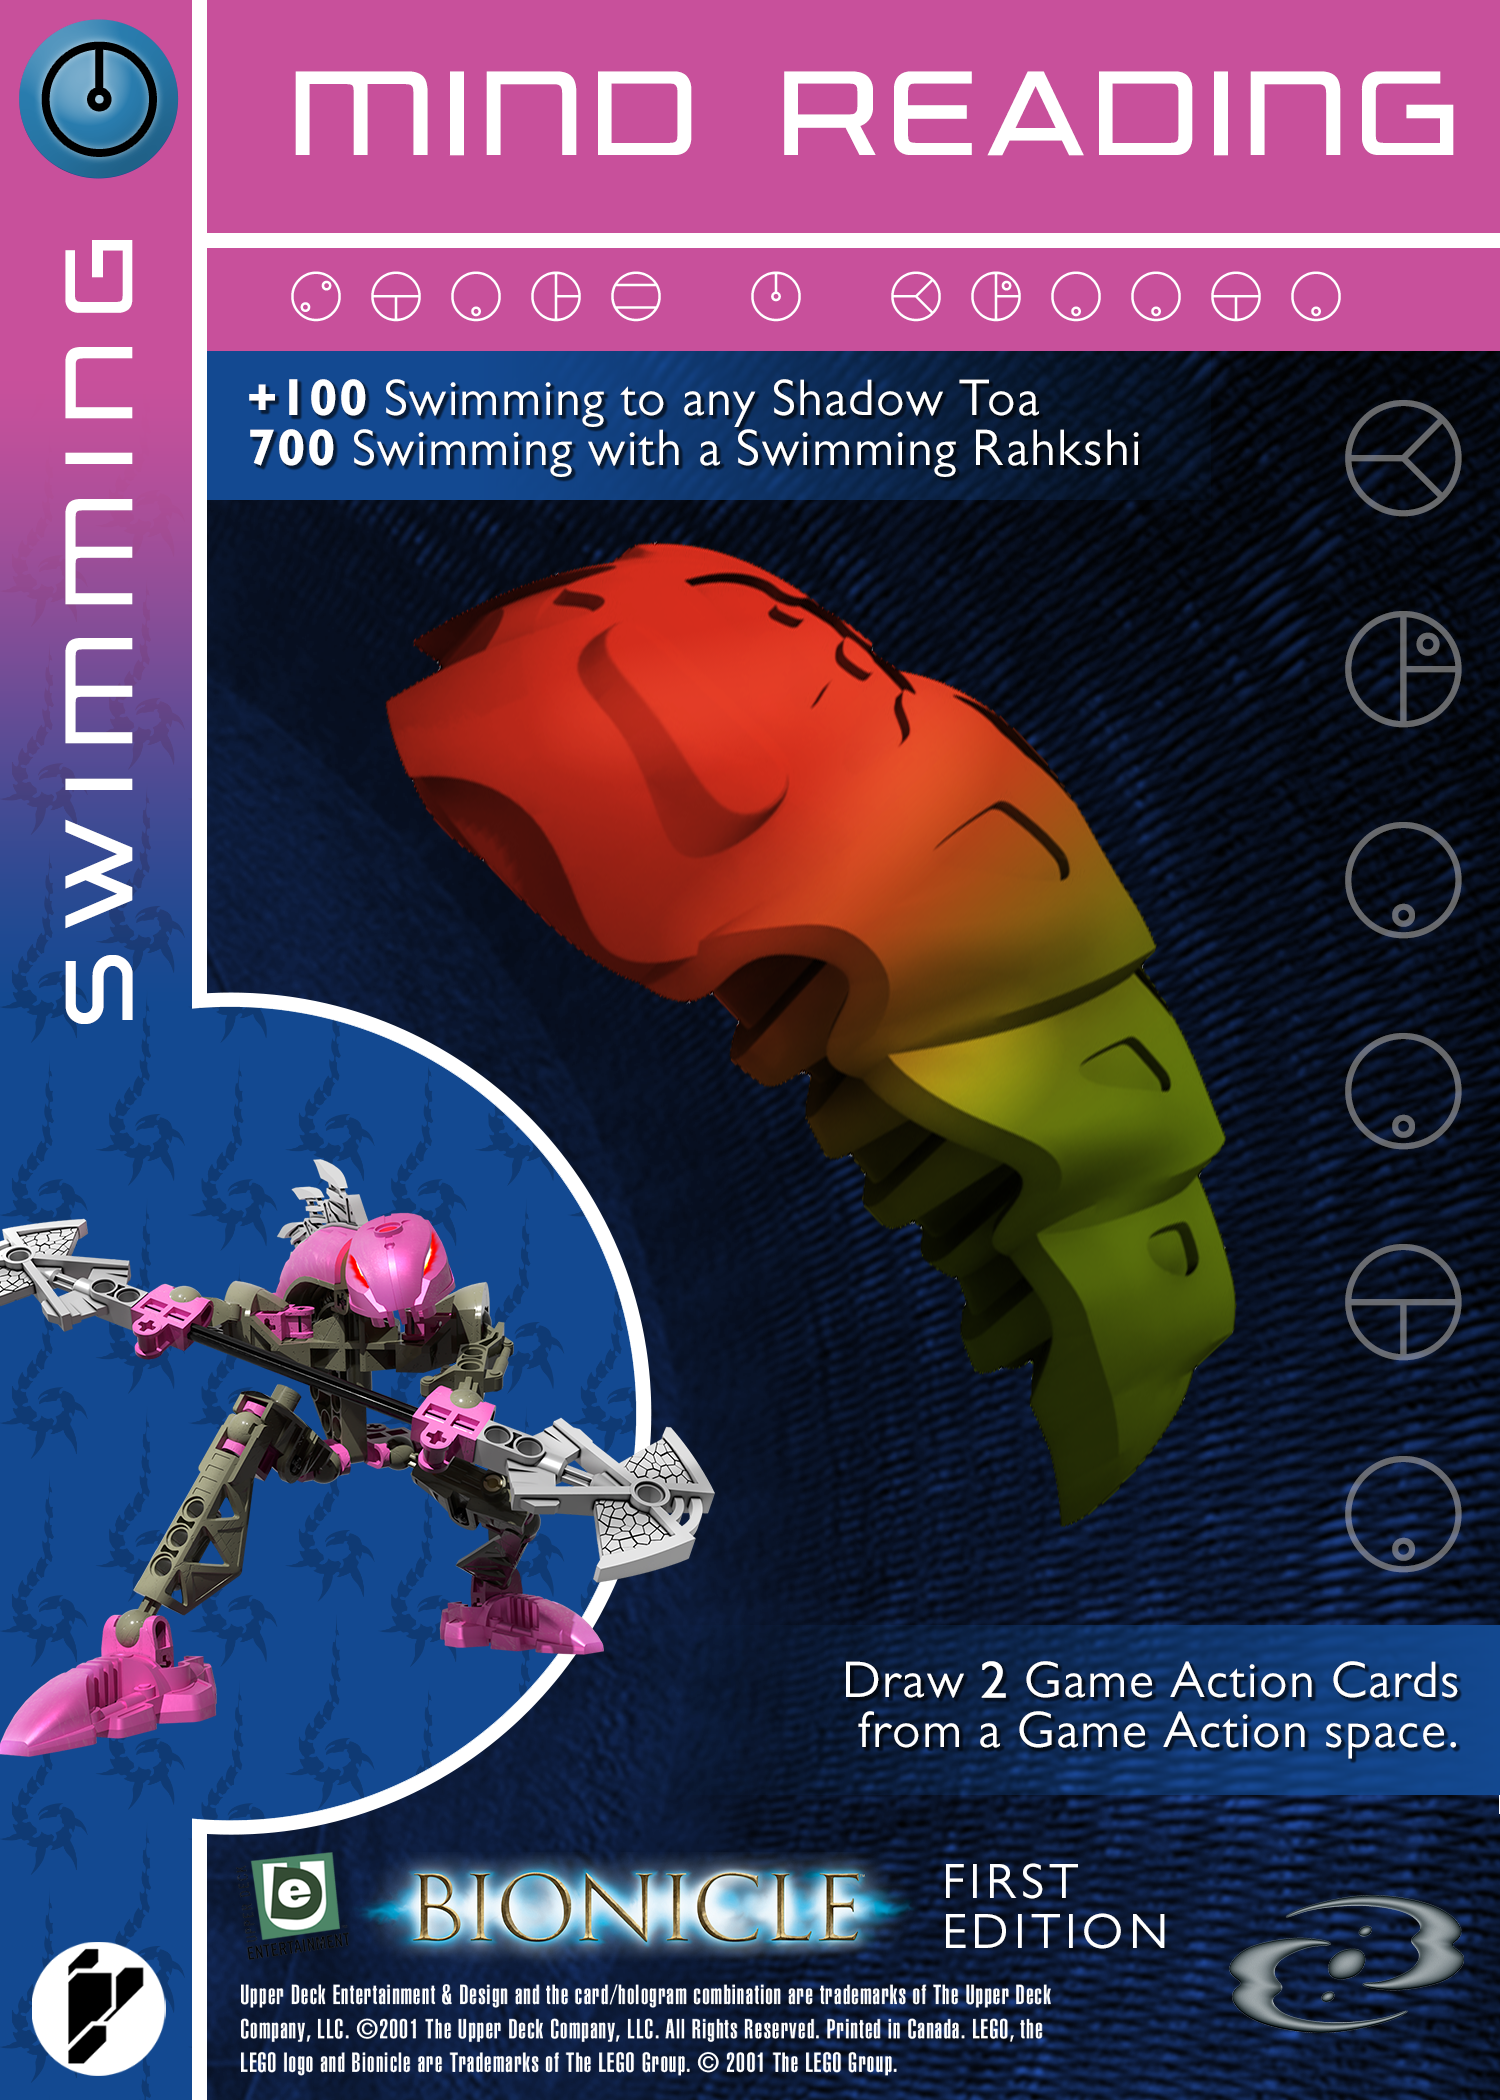 MIND READING
SWIMMING
+100 Swimming to any Shadow Toa
700 Swimming with a Swimming Rahkshi
Draw 2 Game Action Cards
from a Game Action space.
De
ENTERTAINMENT
BIONICLE
FIRST
EDITION
Upper Deck Entertainment & Design and the card/hologram combination are trademarks of The Upper Deck
Company, LLC. ©2001 The Upper Deck Company, LLC. All Rights Reserved. Printed in Canada. LEGO, the
LEGO logo and Bionicle are Trademarks of The LEGO Group. © 2001 The LEGO Group.